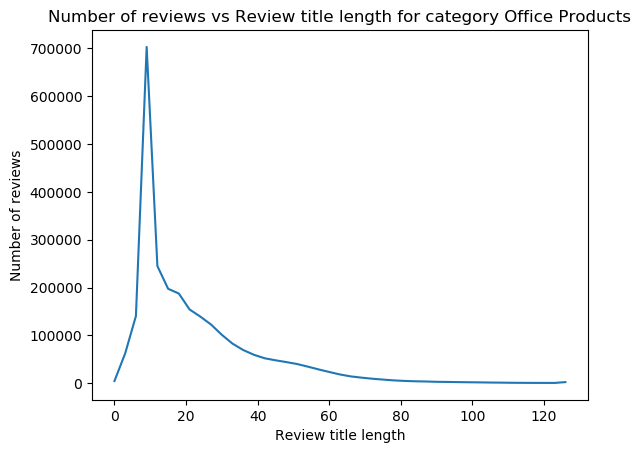 Number of reviews vs Review title length for category Office Products
700000
600000
500000
400000
300000
200000
100000
0
Number of reviews
0 20 40 60 80 100 120
Review title length